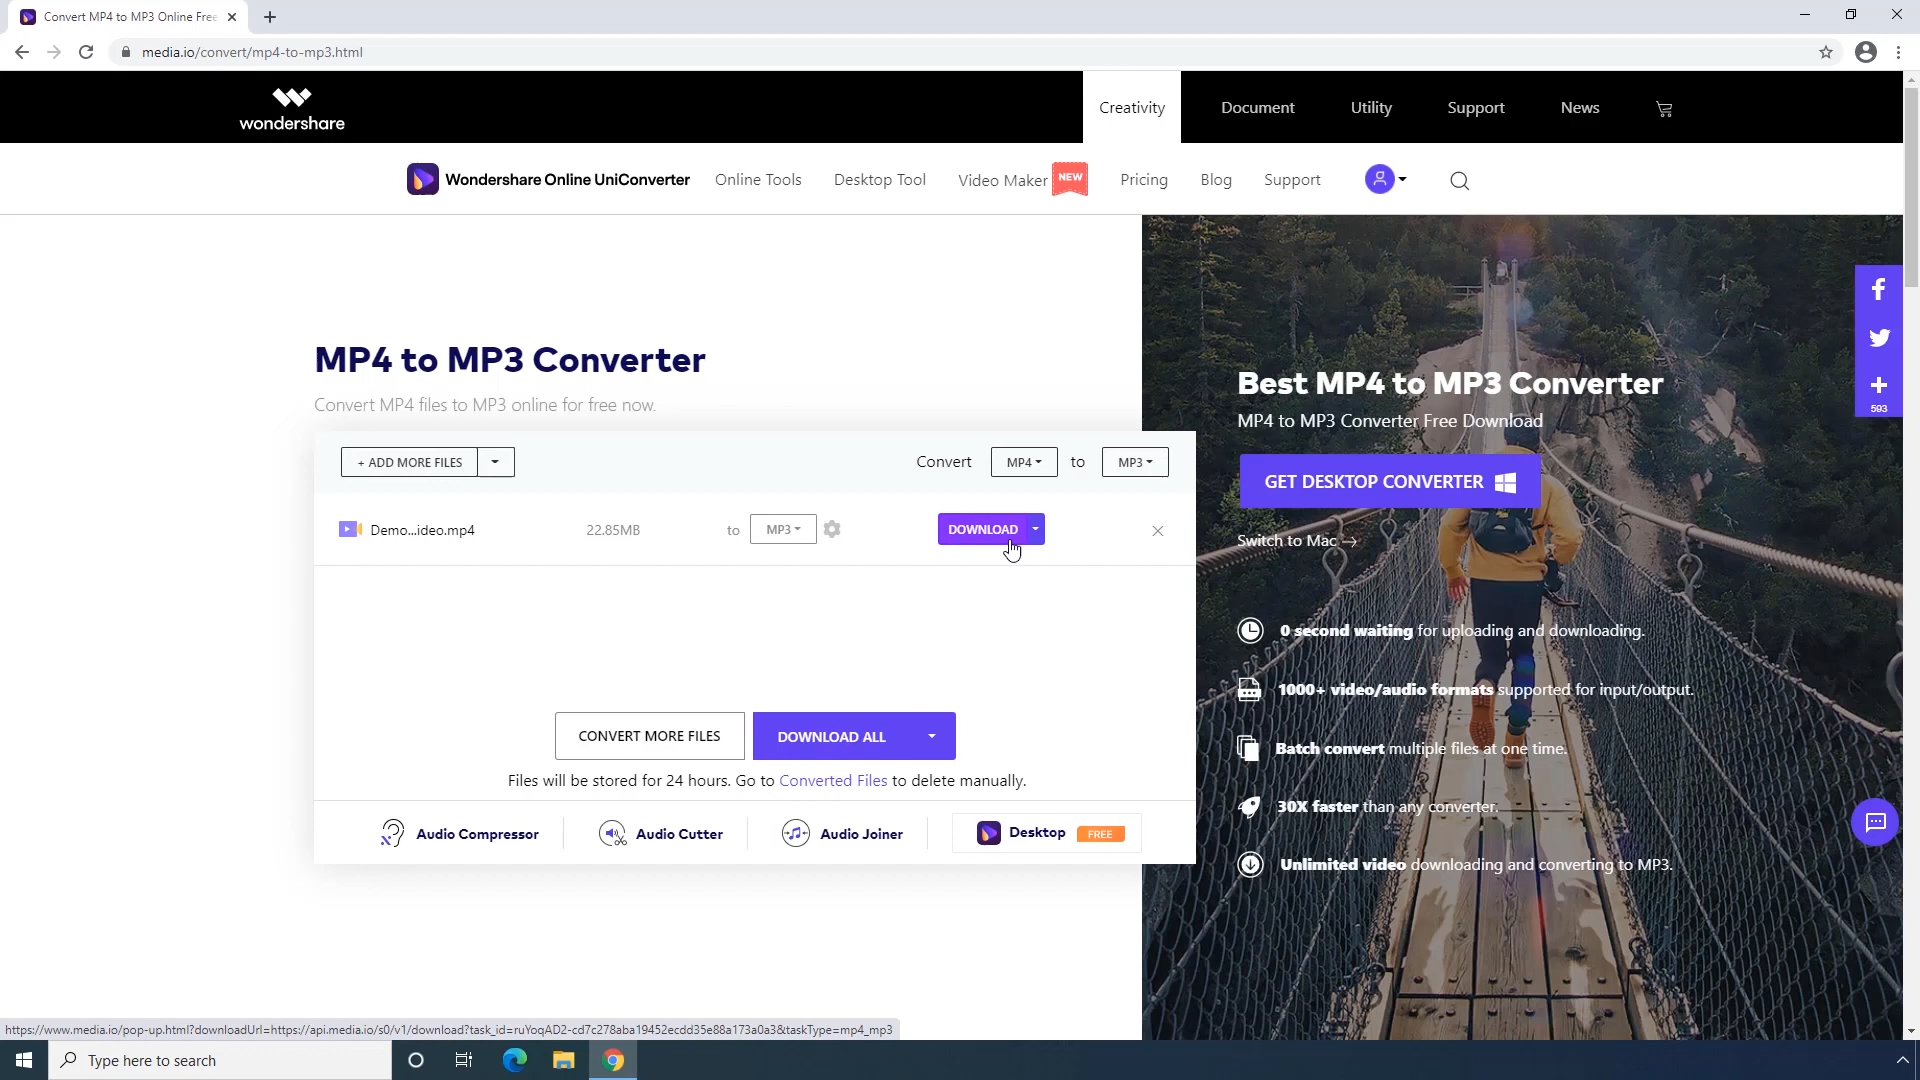 Convert MP4 to MP3 Online Free
media.io/convert/mp4-to-mp3.html
wondershare
Creativity
Document
Utility
Support
News
Wondershare Online UniConverter
Online Tools
Desktop Tool
Video Maker
NEW
Pricing
Blog
Support
MP4 to MP3 Converter
Convert MP4 files to MP3 online for free now.
+ ADD MORE FILES
Convert
MP4
to
MP3
Demo...ideo.mp4
22.85MB
to
MP3
DOWNLOAD
CONVERT MORE FILES
DOWNLOAD ALL
Files will be stored for 24 hours. Go to Converted Files to delete manually.
Audio Compressor
Audio Cutter
Audio Joiner
Desktop
FREE
Best MP4 to MP3 Converter
MP4 to MP3 Converter Free Download
GET DESKTOP CONVERTER
Switch to Mac
0 second waiting for uploading and downloading.
1000+ video/audio formats supported for input/output.
Batch convert multiple files at one time.
30X faster than any converter.
Unlimited video downloading and converting to MP3.
593
https://www.media.io/pop-up.html?downloadUrl=https://api.media.io/s0/v1/download?task_id=ruYoqAD2-cd7c278aba19452ecdd35e88a173a0a3&taskType=mp4_mp3
Type here to search